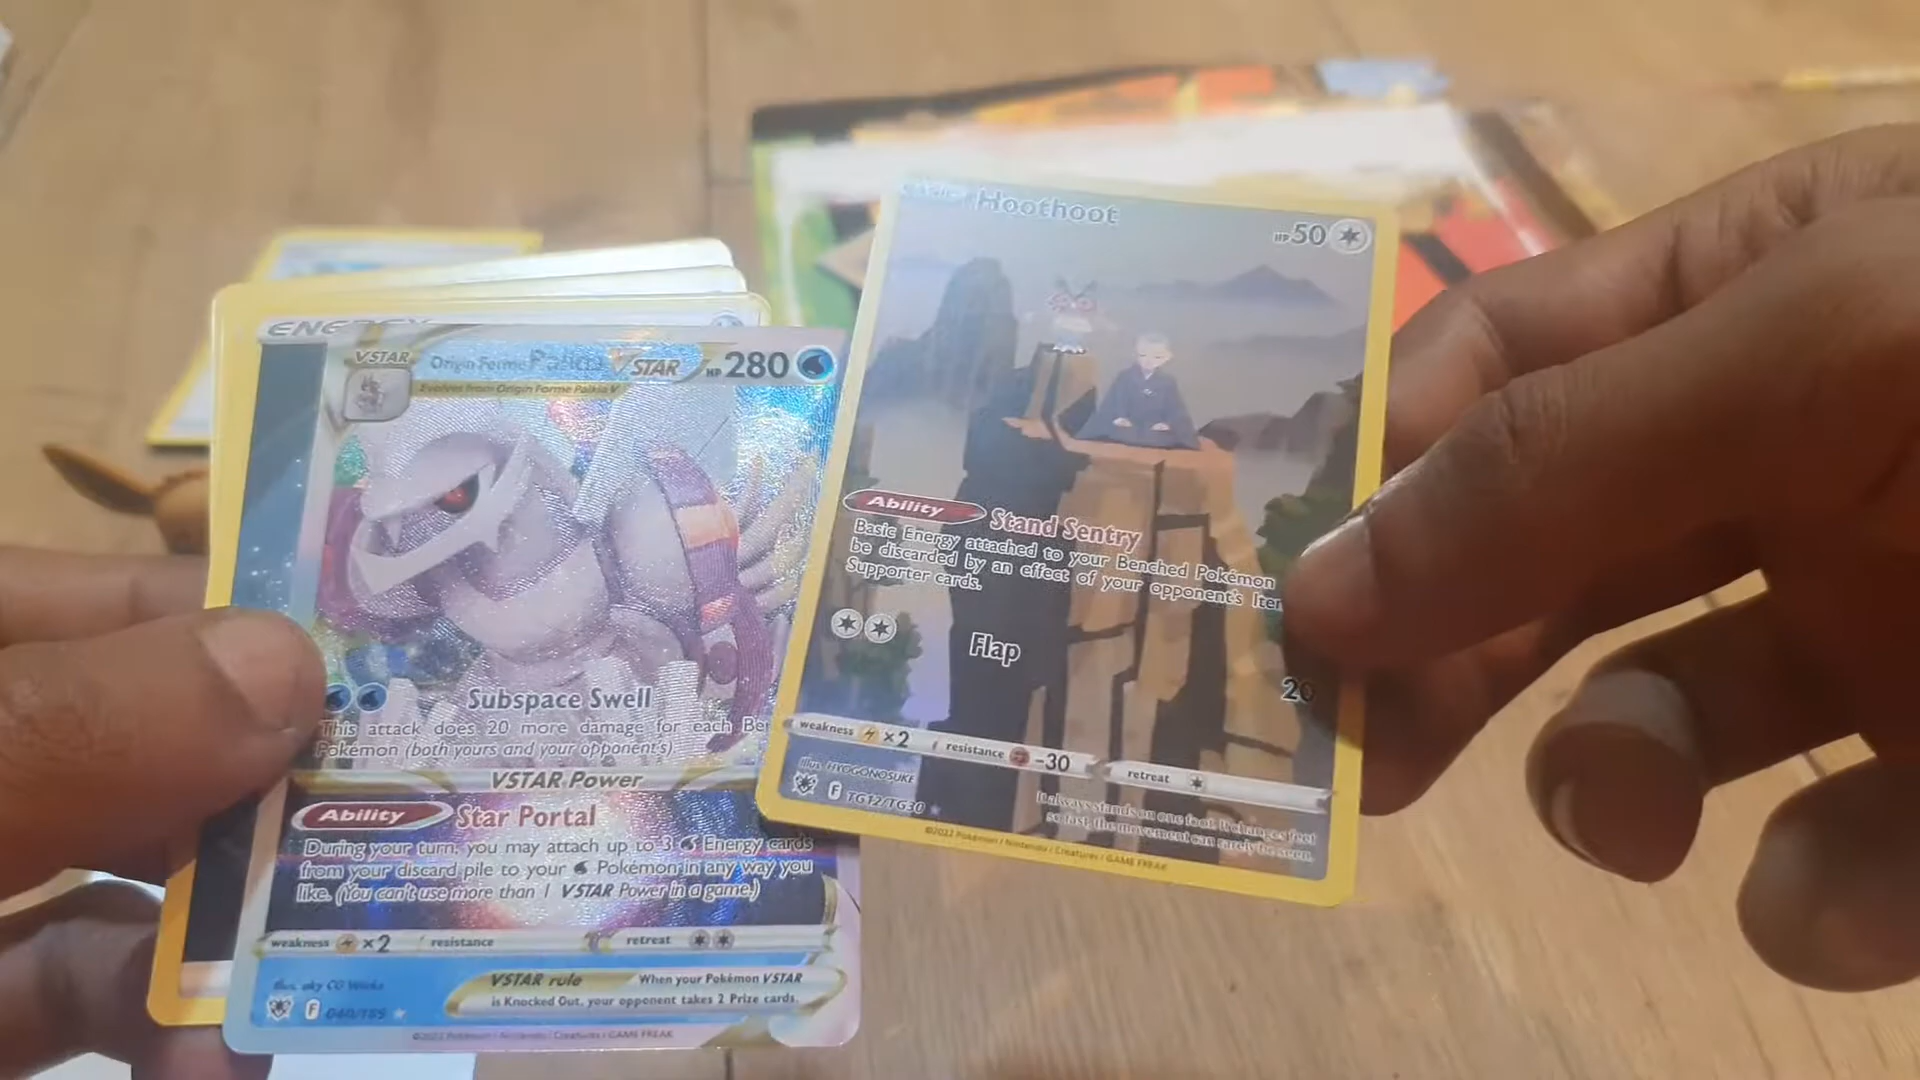 ENERGY
VSTAR
Origin Forme Palkia VSTAR HP 280
Evolves from Origin Forme Palkia V
Subspace Swell
This attack does 20 more damage for each Ben
Pokémon (both yours and your opponent's).
VSTAR Power
Ability Star Portal
During your turn, you may attach up to 3 Energy cards
from your discard pile to your Pokémon in any way you
like. (You can't use more than 1 VSTAR Power in a game.)
weakness ×2 resistance retreat
Illus. aky CG Works
VSTAR rule When your Pokémon VSTAR
is Knocked Out, your opponent takes 2 Prize cards.
F 040/189
©2022 Pokémon / Nintendo / Creatures / GAME FREAK
Hoothoot HP 50
Ability Stand Sentry
Basic Energy attached to your Benched Pokémon
be discarded by an effect of your opponent's Item
Supporter cards.
Flap
20
weakness ×2 resistance -30 retreat
Illus. HYOGONOSUKE
F TG12/TG30
It always stands on one foot. It changes feet
so fast, the movement can rarely be seen.
©2022 Pokémon / Nintendo / Creatures / GAME FREAK